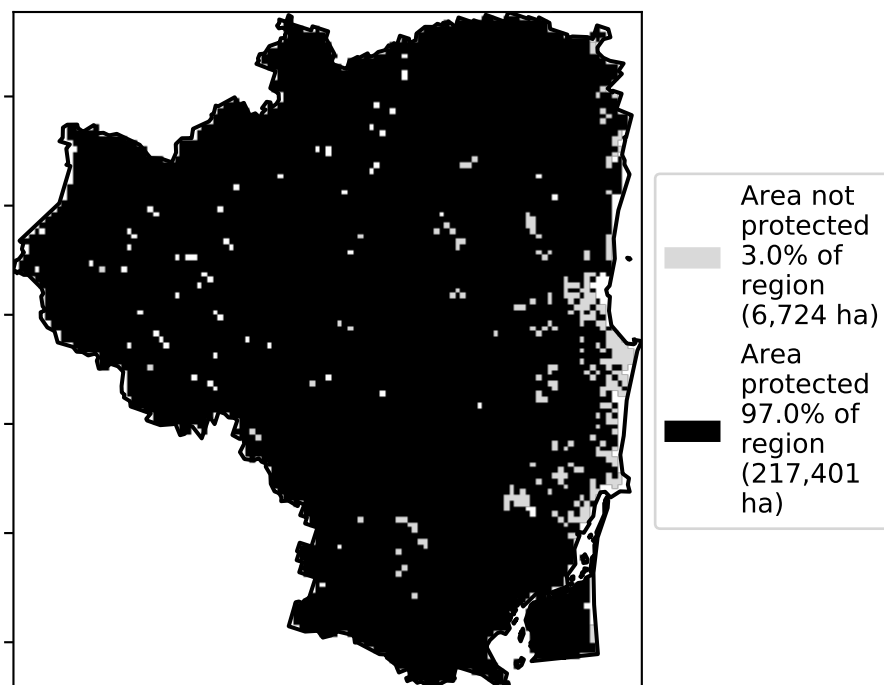 Area not
protected
3.0% of
region
(6,724 ha)
Area
protected
97.0% of
region
(217,401
ha)